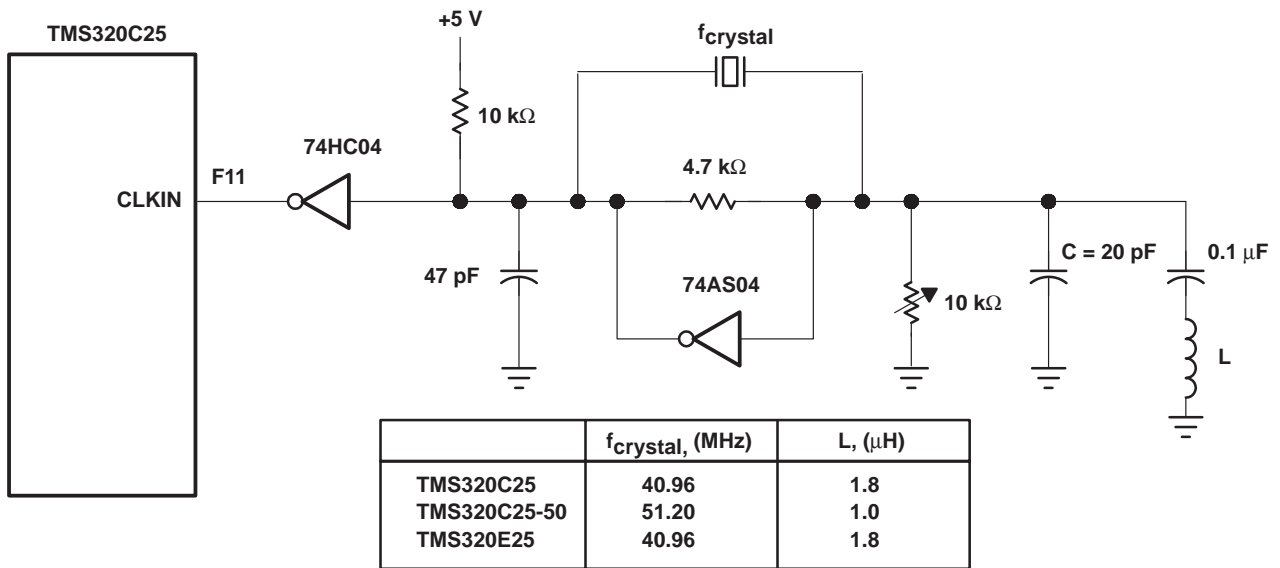 TMS320C25
+5 V
fcrystal
10 kΩ
74HC04
4.7 kΩ
F11
CLKIN
47 pF
C = 20 pF
0.1 μF
74AS04
10 kΩ
L
fcrystal, (MHz) L, (μH)
TMS320C25 40.96 1.8
TMS320C25-50 51.20 1.0
TMS320E25 40.96 1.8